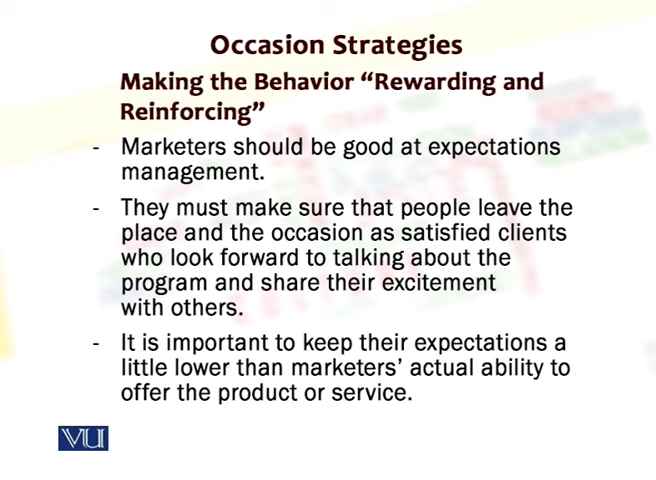 Occasion Strategies
Making the Behavior “Rewarding and
Reinforcing”
- Marketers should be good at expectations
management.
- They must make sure that people leave the
place and the occasion as satisfied clients
who look forward to talking about the
program and share their excitement
with others.
- It is important to keep their expectations a
little lower than marketers’ actual ability to
offer the product or service.
VU